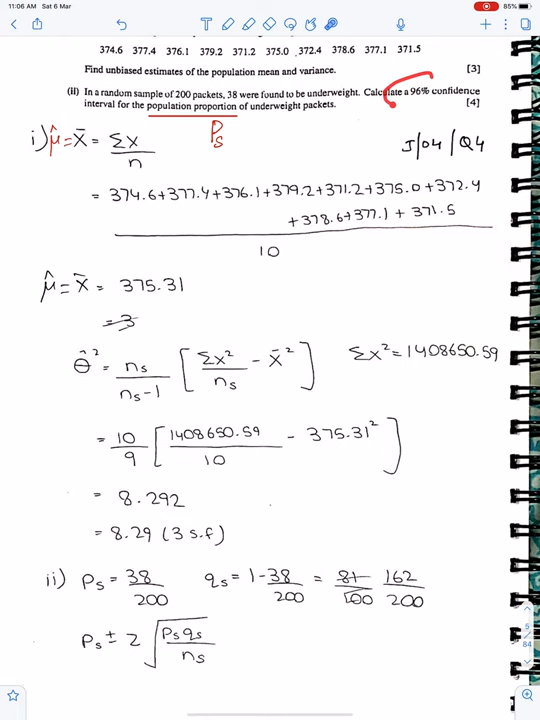 11:06 AM Sat 6 Mar
85%
374.6 377.4 376.1 379.2 371.2 375.0 372.4 378.6 377.1 371.5
Find unbiased estimates of the population mean and variance. [3]
(ii) In a random sample of 200 packets, 38 were found to be underweight. Calculate a 96% confidence
interval for the population proportion of underweight packets. [4]
Ps
J/04/Q4
i) μ̂ = x̄ = Σx/n
= 374.6+377.4+376.1+379.2+371.2+375.0+372.4
+378.6+377.1+371.5
10
μ̂ = x̄ = 375.31
= 3
σ̂² = ns/(ns-1) [Σx²/ns - x̄²] Σx² = 1408650.59
= 10/9 [1408650.59/10 - 375.31²]
= 8.292
= 8.29 (3 s.f)
ii) Ps = 38/200 qs = 1-38/200 = 81/100 162/200
Ps ± z √(Ps qs/ns)
5
84